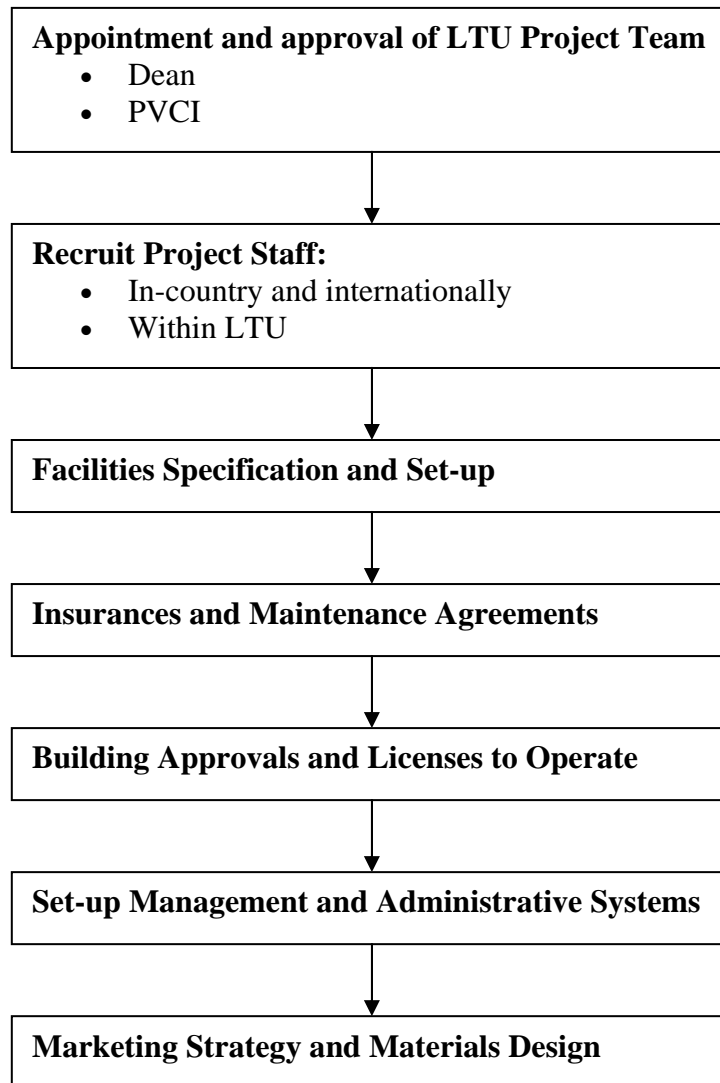 Appointment and approval of LTU Project Team
• Dean
• PVCI
Recruit Project Staff:
• In-country and internationally
• Within LTU
Facilities Specification and Set-up
Insurances and Maintenance Agreements
Building Approvals and Licenses to Operate
Set-up Management and Administrative Systems
Marketing Strategy and Materials Design